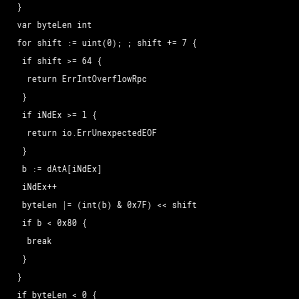 }
var byteLen int
for shift := uint(0); ; shift += 7 {
if shift >= 64 {
return ErrIntOverflowRpc
}
if iNdEx >= l {
return io.ErrUnexpectedEOF
}
b := dAtA[iNdEx]
iNdEx++
byteLen |= (int(b) & 0x7F) << shift
if b < 0x80 {
break
}
}
if byteLen < 0 {